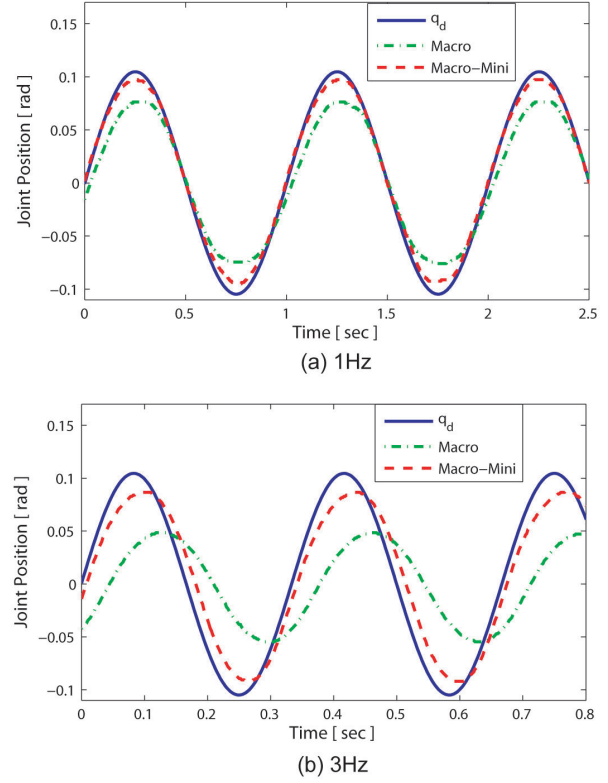 0.15
0.1
0.05
0
−0.05
−0.1
Joint Position [ rad ]
q_d
Macro
Macro−Mini
0 0.5 1 1.5 2 2.5
Time [ sec ]
(a) 1Hz
0.15
0.1
0.05
0
−0.05
−0.1
Joint Position [ rad ]
q_d
Macro
Macro−Mini
0 0.1 0.2 0.3 0.4 0.5 0.6 0.7 0.8
Time [ sec ]
(b) 3Hz